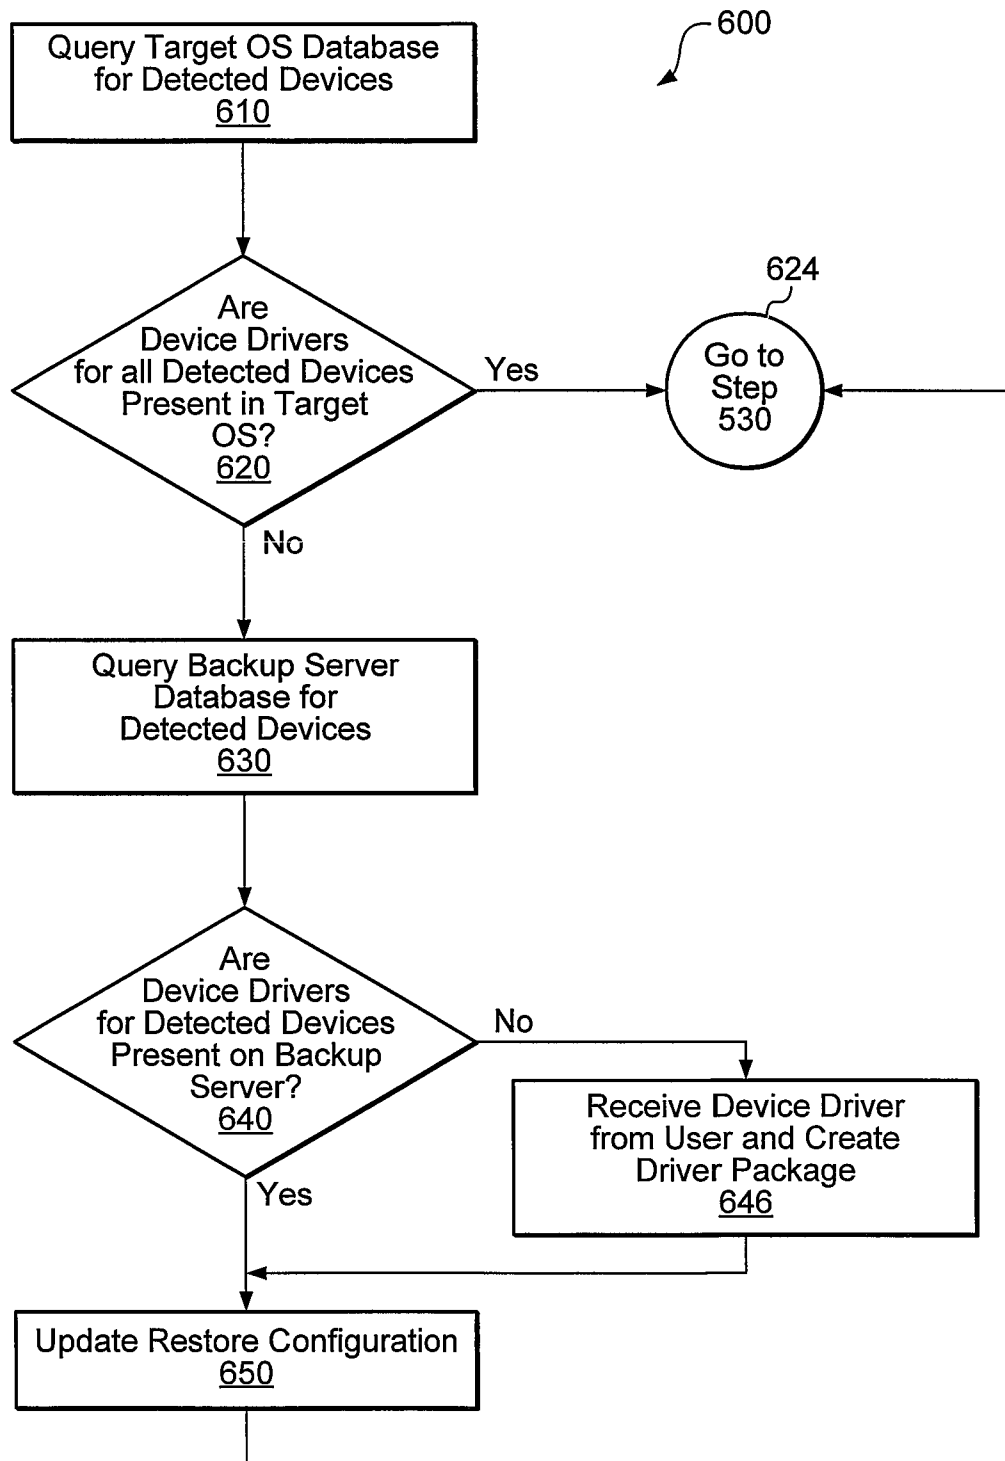 600
Query Target OS Database
for Detected Devices
610
Are
Device Drivers
for all Detected Devices
Present in Target
OS?
620
Yes
624
Go to
Step
530
No
Query Backup Server
Database for
Detected Devices
630
Are
Device Drivers
for Detected Devices
Present on Backup
Server?
640
No
Receive Device Driver
from User and Create
Driver Package
646
Yes
Update Restore Configuration
650